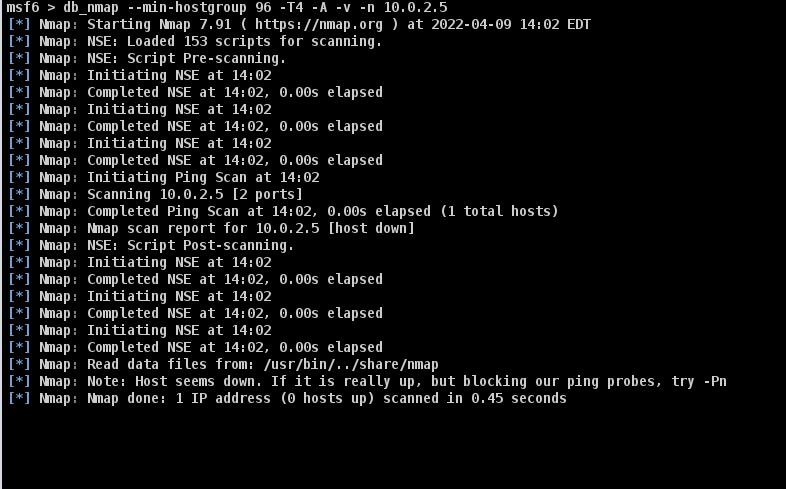 msf6 > db_nmap --min-hostgroup 96 -T4 -A -v -n 10.0.2.5
[*] Nmap: Starting Nmap 7.91 ( https://nmap.org ) at 2022-04-09 14:02 EDT
[*] Nmap: NSE: Loaded 153 scripts for scanning.
[*] Nmap: NSE: Script Pre-scanning.
[*] Nmap: Initiating NSE at 14:02
[*] Nmap: Completed NSE at 14:02, 0.00s elapsed
[*] Nmap: Initiating NSE at 14:02
[*] Nmap: Completed NSE at 14:02, 0.00s elapsed
[*] Nmap: Initiating NSE at 14:02
[*] Nmap: Completed NSE at 14:02, 0.00s elapsed
[*] Nmap: Initiating Ping Scan at 14:02
[*] Nmap: Scanning 10.0.2.5 [2 ports]
[*] Nmap: Completed Ping Scan at 14:02, 0.00s elapsed (1 total hosts)
[*] Nmap: Nmap scan report for 10.0.2.5 [host down]
[*] Nmap: NSE: Script Post-scanning.
[*] Nmap: Initiating NSE at 14:02
[*] Nmap: Completed NSE at 14:02, 0.00s elapsed
[*] Nmap: Initiating NSE at 14:02
[*] Nmap: Completed NSE at 14:02, 0.00s elapsed
[*] Nmap: Initiating NSE at 14:02
[*] Nmap: Completed NSE at 14:02, 0.00s elapsed
[*] Nmap: Read data files from: /usr/bin/../share/nmap
[*] Nmap: Note: Host seems down. If it is really up, but blocking our ping probes, try -Pn
[*] Nmap: Nmap done: 1 IP address (0 hosts up) scanned in 0.45 seconds